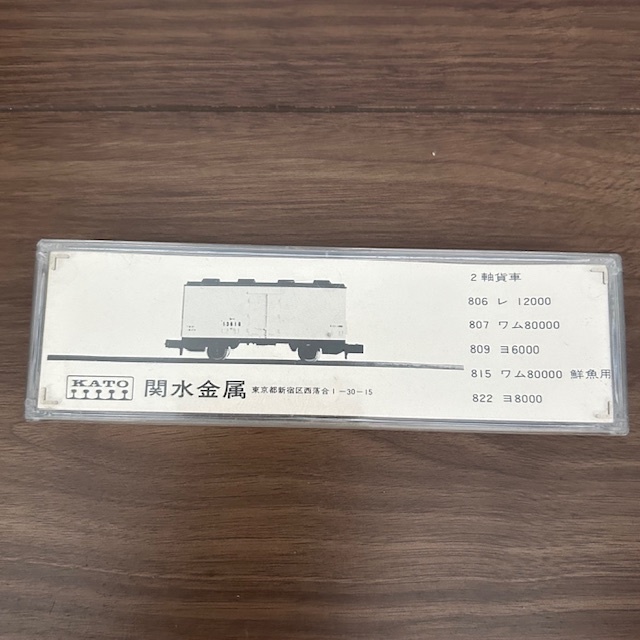 2軸貨車
806 レ 12000
807 ワム80000
809 ヨ6000
815 ワム80000 鮮魚用
822 ヨ8000
KATO
関水金属 東京都新宿区西落合1-30-15